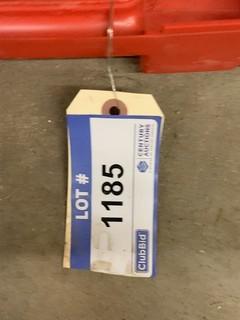 LOT #
1185
CENTURY
AUCTIONS
ClubBid